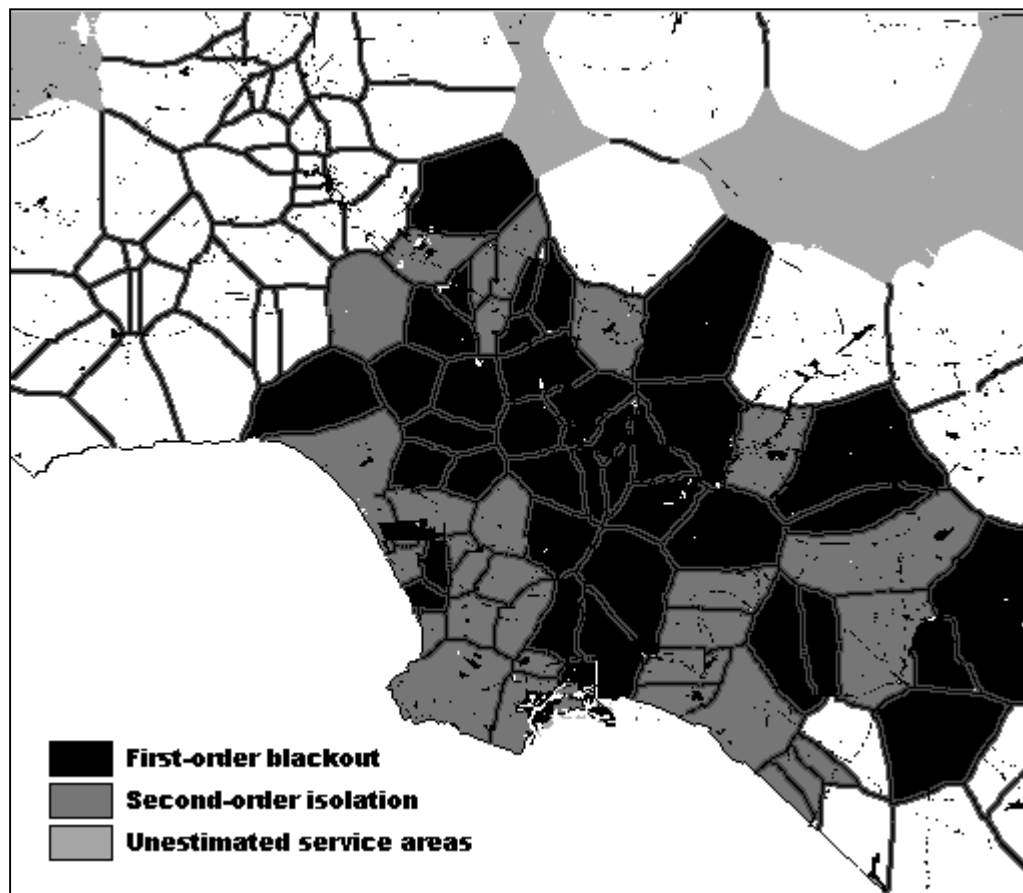 First-order blackout
Second-order isolation
Unestimated service areas